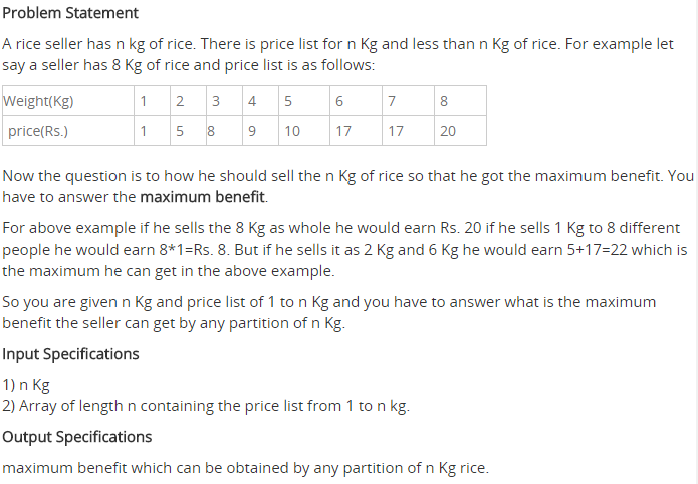 Problem Statement
A rice seller has n kg of rice. There is price list for n Kg and less than n Kg of rice. For example let
say a seller has 8 Kg of rice and price list is as follows:
Weight(Kg) 1 2 3 4 5 6 7 8
price(Rs.) 1 5 8 9 10 17 17 20
Now the question is to how he should sell the n Kg of rice so that he got the maximum benefit. You
have to answer the maximum benefit.
For above example if he sells the 8 Kg as whole he would earn Rs. 20 if he sells 1 Kg to 8 different
people he would earn 8*1=Rs. 8. But if he sells it as 2 Kg and 6 Kg he would earn 5+17=22 which is
the maximum he can get in the above example.
So you are given n Kg and price list of 1 to n Kg and you have to answer what is the maximum
benefit the seller can get by any partition of n Kg.
Input Specifications
1) n Kg
2) Array of length n containing the price list from 1 to n kg.
Output Specifications
maximum benefit which can be obtained by any partition of n Kg rice.